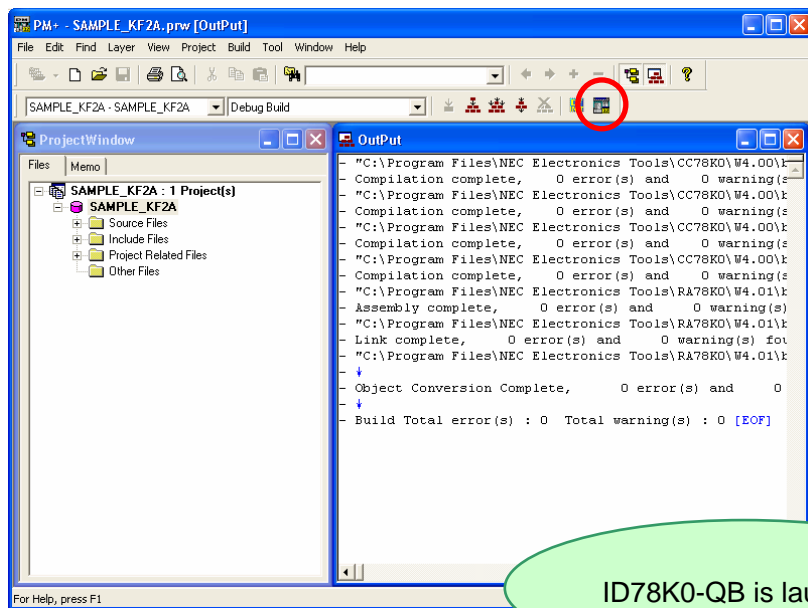 PM+ - SAMPLE_KF2A.prw [OutPut]
File Edit Find Layer View Project Build Tool Window Help
SAMPLE_KF2A - SAMPLE_KF2A Debug Build
ProjectWindow
Files Memo
SAMPLE_KF2A : 1 Project(s)
SAMPLE_KF2A
Source Files
Include Files
Project Related Files
Other Files
OutPut
- "C:\Program Files\NEC Electronics Tools\CC78K0\W4.00\b
- Compilation complete, 0 error(s) and 0 warning(s
- "C:\Program Files\NEC Electronics Tools\CC78K0\W4.00\b
- Compilation complete, 0 error(s) and 0 warning(s
- "C:\Program Files\NEC Electronics Tools\CC78K0\W4.00\b
- Compilation complete, 0 error(s) and 0 warning(s
- "C:\Program Files\NEC Electronics Tools\CC78K0\W4.00\b
- Compilation complete, 0 error(s) and 0 warning(s
- "C:\Program Files\NEC Electronics Tools\RA78K0\W4.01\b
- Assembly complete, 0 error(s) and 0 warning(s)
- "C:\Program Files\NEC Electronics Tools\RA78K0\W4.01\b
- Link complete, 0 error(s) and 0 warning(s) fou
- "C:\Program Files\NEC Electronics Tools\RA78K0\W4.01\b
- ↓
- Object Conversion Complete, 0 error(s) and 0
- ↓
- Build Total error(s) : 0 Total warning(s) : 0 [EOF]
For Help, press F1
ID78K0-QB is lau